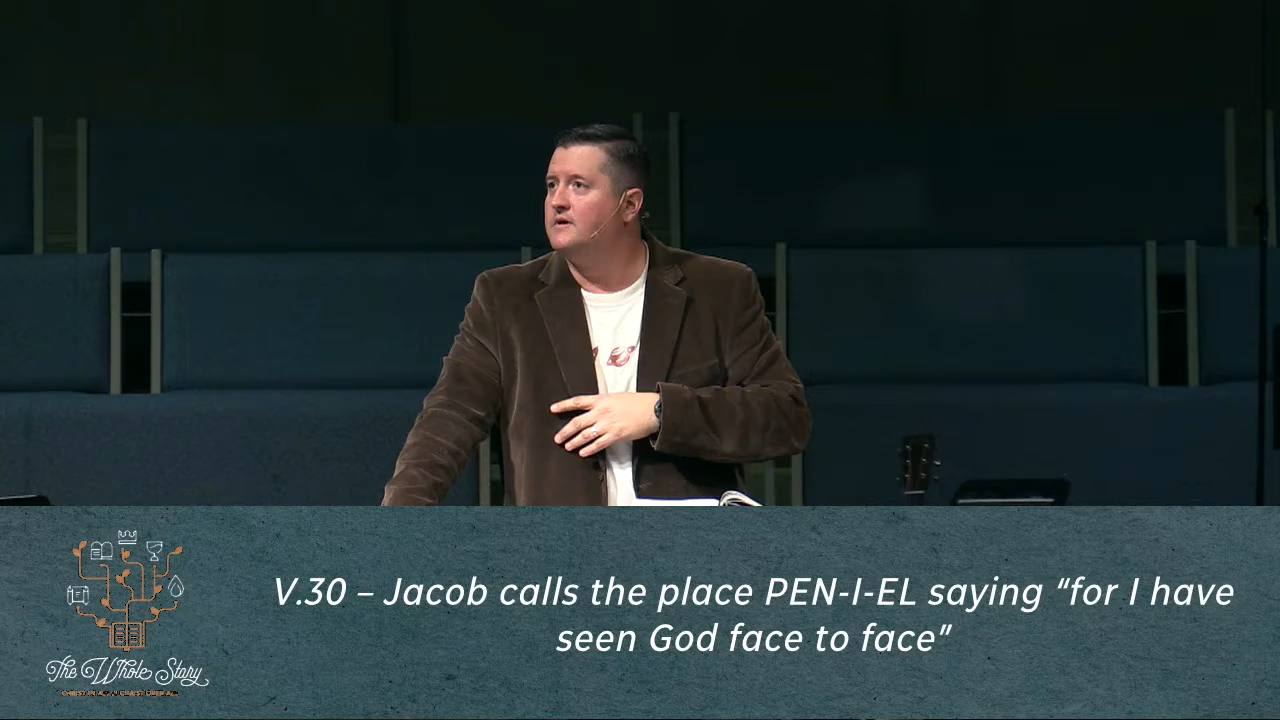 V.30 – Jacob calls the place PEN-I-EL saying “for I have
seen God face to face”
The Whole Story